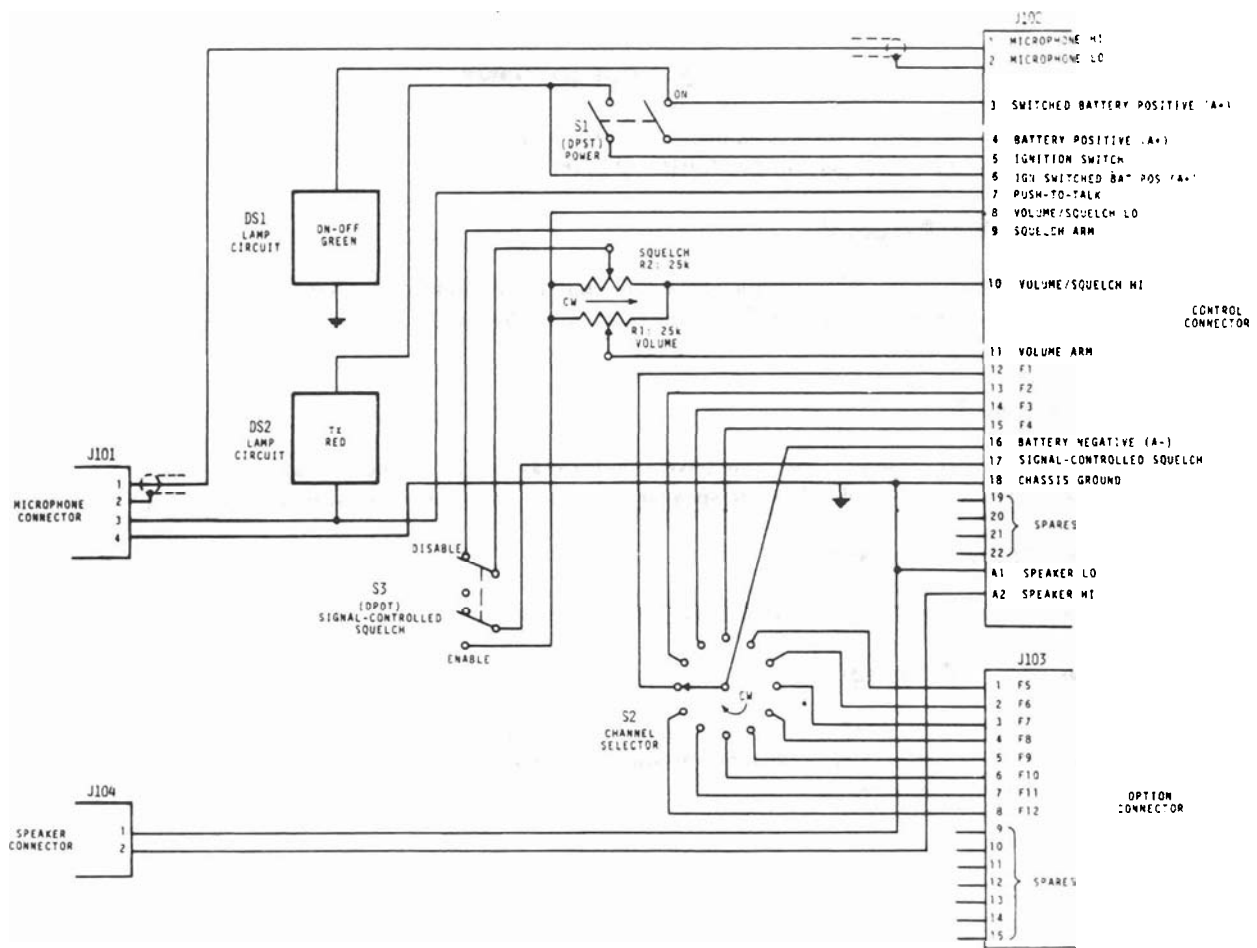 J102
1 MICROPHONE HI
2 MICROPHONE LO
3 SWITCHED BATTERY POSITIVE (A+)
4 BATTERY POSITIVE (A+)
5 IGNITION SWITCH
6 IGN SWITCHED BAT POS (A+)
7 PUSH-TO-TALK
8 VOLUME/SQUELCH LO
9 SQUELCH ARM
10 VOLUME/SQUELCH HI
11 VOLUME ARM
12 F1
13 F2
14 F3
15 F4
16 BATTERY NEGATIVE (A-)
17 SIGNAL-CONTROLLED SQUELCH
18 CHASSIS GROUND
19
20
21
22
SPARES
A1 SPEAKER LO
A2 SPEAKER HI
CONTROL
CONNECTOR
ON
S1
(DPST)
POWER
DS1
LAMP
CIRCUIT
ON-OFF
GREEN
SQUELCH
R2: 25k
CW
R1: 25k
VOLUME
DS2
LAMP
CIRCUIT
TX
RED
J101
MICROPHONE
CONNECTOR
1
2
3
4
DISABLE
S3
(DPDT)
SIGNAL-CONTROLLED
SQUELCH
ENABLE
CW
S2
CHANNEL
SELECTOR
J103
1 F5
2 F6
3 F7
4 F8
5 F9
6 F10
7 F11
8 F12
9
10
11
12
13
14
15
SPARES
OPTION
CONNECTOR
J104
SPEAKER
CONNECTOR
1
2